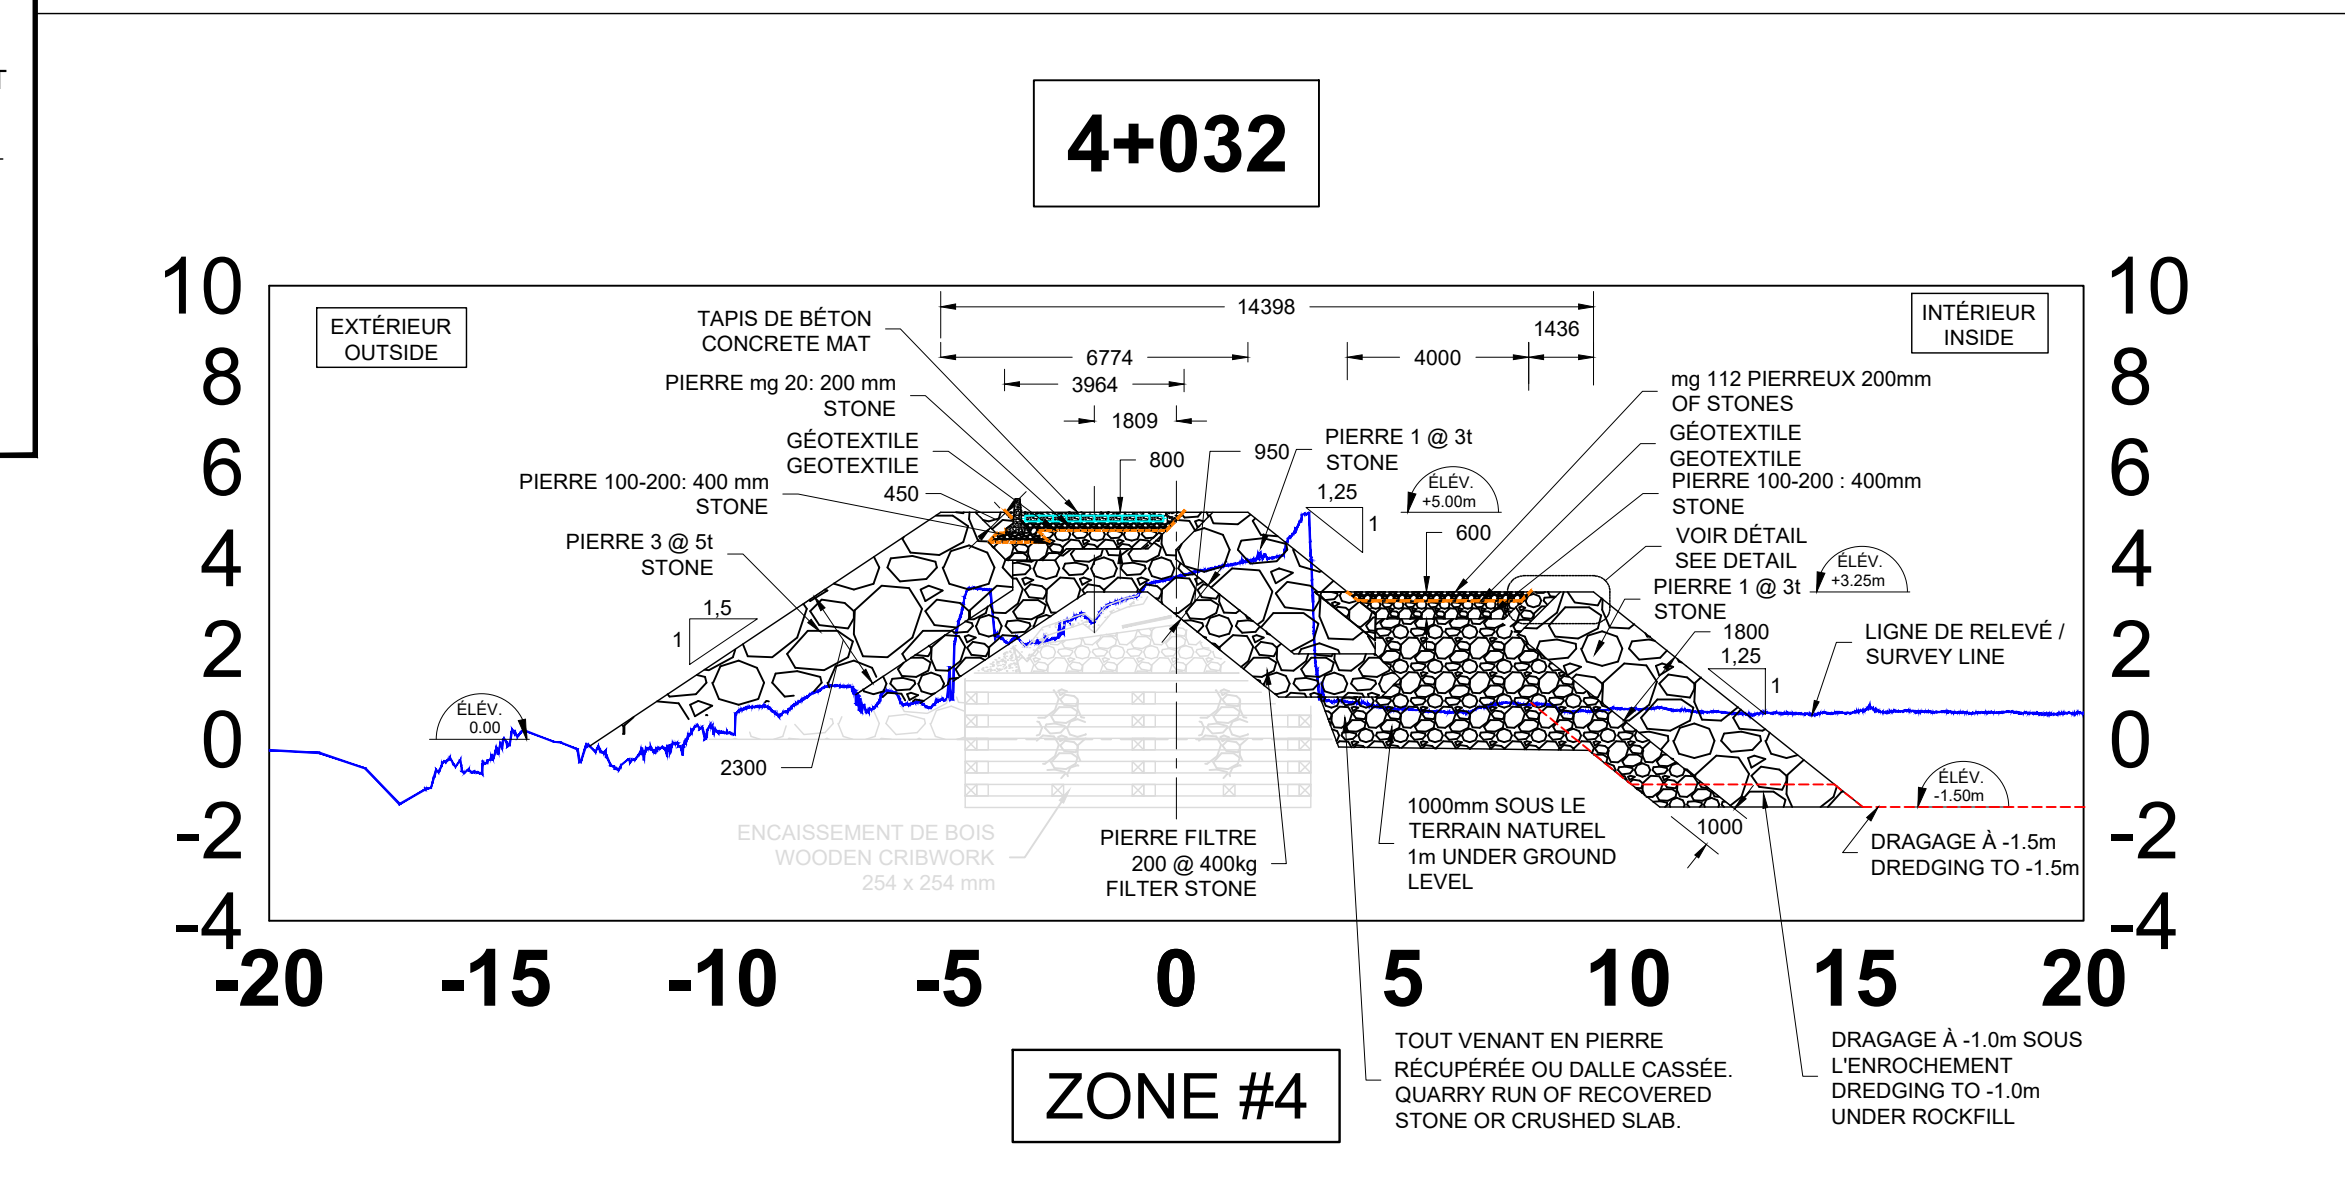 4+032
10
8
6
4
2
0
-2
-4
10
8
6
4
2
0
-2
-4
-20
-15
-10
-5
0
5
10
15
20
EXTÉRIEUR
OUTSIDE
INTÉRIEUR
INSIDE
14398
1436
6774
4000
3964
1809
TAPIS DE BÉTON
CONCRETE MAT
PIERRE mg 20: 200 mm
STONE
GÉOTEXTILE
GEOTEXTILE
PIERRE 100-200: 400 mm
STONE
450
PIERRE 3 @ 5t
STONE
1,5
1
ÉLÉV.
0.00
2300
800
950
PIERRE 1 @ 3t
STONE
1,25
1
ÉLÉV.
+5.00m
600
mg 112 PIERREUX 200mm
OF STONES
GÉOTEXTILE
GEOTEXTILE
PIERRE 100-200 : 400mm
STONE
VOIR DÉTAIL
SEE DETAIL
PIERRE 1 @ 3t
STONE
ÉLÉV.
+3.25m
1800
1,25
1
LIGNE DE RELEVÉ /
SURVEY LINE
ÉLÉV.
-1.50m
1000
DRAGAGE À -1.5m
DREDGING TO -1.5m
ENCAISSEMENT DE BOIS
WOODEN CRIBWORK
254 x 254 mm
PIERRE FILTRE
200 @ 400kg
FILTER STONE
1000mm SOUS LE
TERRAIN NATUREL
1m UNDER GROUND
LEVEL
TOUT VENANT EN PIERRE
RÉCUPÉRÉE OU DALLE CASSÉE.
QUARRY RUN OF RECOVERED
STONE OR CRUSHED SLAB.
DRAGAGE À -1.0m SOUS
L'ENROCHEMENT
DREDGING TO -1.0m
UNDER ROCKFILL
ZONE #4